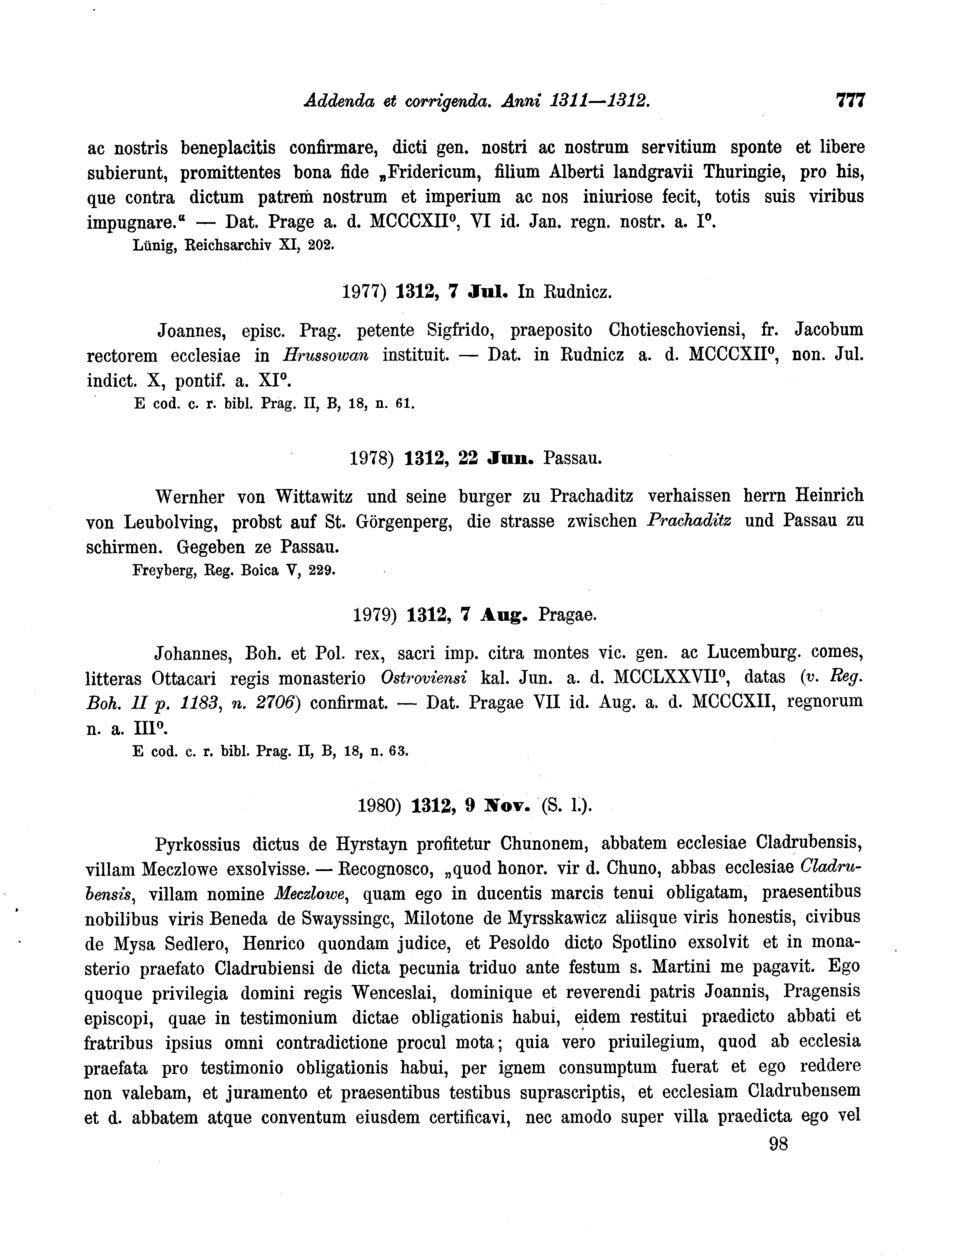 Addenda et corrigenda. Anni 1311—1312. 777
ac nostris beneplacitis confirmare, dicti gen. nostri ac nostrum servitium sponte et libere
subierunt, promittentes bona fide „Fridericum, filium Alberti landgravii Thuringie, pro his,
que contra dictum patrem nostrum et imperium ac nos iniuriose fecit, totis suis viribus
impugnare.“ — Dat. Prage a. d. MCCCXII⁰, VI id. Jan. regn. nostr. a. I⁰.
Lünig, Reichsarchiv XI, 202.
1977) 1312, 7 Jul. In Rudnicz.
Joannes, episc. Prag. petente Sigfrido, praeposito Chotieschoviensi, fr. Jacobum
rectorem ecclesiae in Hrussowan instituit. — Dat. in Rudnicz a. d. MCCCXII⁰, non. Jul.
indict. X, pontif. a. XI⁰.
E cod. c. r. bibl. Prag. II, B, 18, n. 61.
1978) 1312, 22 Jun. Passau.
Wernher von Wittawitz und seine burger zu Prachaditz verhaissen herrn Heinrich
von Leubolving, probst auf St. Görgenperg, die strasse zwischen Prachaditz und Passau zu
schirmen. Gegeben ze Passau.
Freyberg, Reg. Boica V, 229.
1979) 1312, 7 Aug. Pragae.
Johannes, Boh. et Pol. rex, sacri imp. citra montes vic. gen. ac Lucemburg. comes,
litteras Ottacari regis monasterio Ostroviensi kal. Jun. a. d. MCCLXXVII⁰, datas (v. Reg.
Boh. II p. 1183, n. 2706) confirmat. — Dat. Pragae VII id. Aug. a. d. MCCCXII, regnorum
n. a. III⁰.
E cod. c. r. bibl. Prag. II, B, 18, n. 63.
1980) 1312, 9 Nov. (S. l.).
Pyrkossius dictus de Hyrstayn profitetur Chunonem, abbatem ecclesiae Cladrubensis,
villam Meczlowe exsolvisse. — Recognosco, „quod honor. vir d. Chuno, abbas ecclesiae Cladru-
bensis, villam nomine Meczlowe, quam ego in ducentis marcis tenui obligatam, praesentibus
nobilibus viris Beneda de Swayssingc, Milotone de Myrsskawicz aliisque viris honestis, civibus
de Mysa Sedlero, Henrico quondam judice, et Pesoldo dicto Spotlino exsolvit et in mona-
sterio praefato Cladrubiensi de dicta pecunia triduo ante festum s. Martini me pagavit. Ego
quoque privilegia domini regis Wenceslai, dominique et reverendi patris Joannis, Pragensis
episcopi, quae in testimonium dictae obligationis habui, eidem restitui praedicto abbati et
fratribus ipsius omni contradictione procul mota; quia vero priuilegium, quod ab ecclesia
praefata pro testimonio obligationis habui, per ignem consumptum fuerat et ego reddere
non valebam, et juramento et praesentibus testibus suprascriptis, et ecclesiam Cladrubensem
et d. abbatem atque conventum eiusdem certificavi, nec amodo super villa praedicta ego vel
98